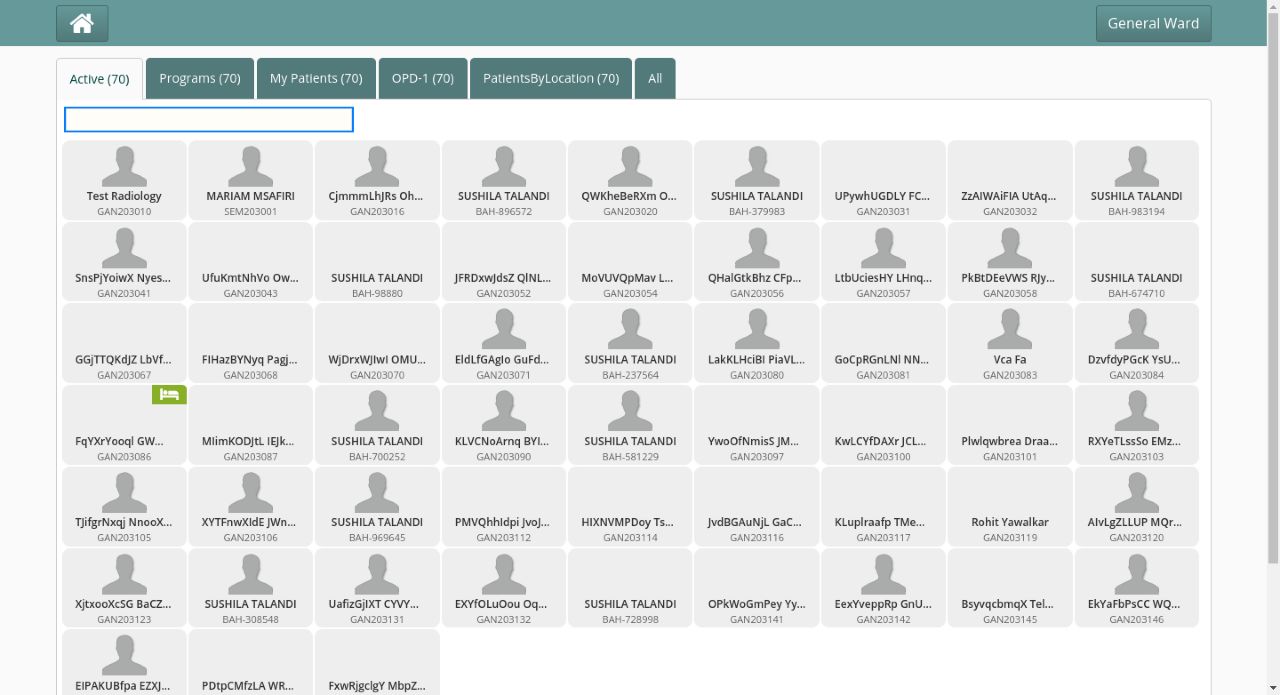 General Ward
Active (70)
Programs (70)
My Patients (70)
OPD-1 (70)
PatientsByLocation (70)
All
Test Radiology
GAN203010
MARIAM MSAFIRI
SEM203001
CjmmmLhJRs Oh...
GAN203016
SUSHILA TALANDI
BAH-896572
QWKheBeRXm O...
GAN203020
SUSHILA TALANDI
BAH-379983
UPywhUGDLY FC...
GAN203031
ZzAIWAiFIA UtAq...
GAN203032
SUSHILA TALANDI
BAH-983194
SnsPjYoiwX Nyes...
GAN203041
UfuKmtNhVo Ow...
GAN203043
SUSHILA TALANDI
BAH-98880
JFRDxwJdsZ QlNL...
GAN203052
MoVUVQpMav L...
GAN203054
QHalGtkBhz CFp...
GAN203056
LtbUciesHY LHnq...
GAN203057
PkBtDEeVWS RJy...
GAN203058
SUSHILA TALANDI
BAH-674710
GGjTTQKdJZ LbVf...
GAN203067
FIHazBYNyq Pagj...
GAN203068
WjDrxWJIwI OMU...
GAN203070
EldLfGAgIo GuFd...
GAN203071
SUSHILA TALANDI
BAH-237564
LakKLHciBI PiaVL...
GAN203080
GoCpRGnLNl NN...
GAN203081
Vca Fa
GAN203083
DzvfdyPGcK YsU...
GAN203084
FqYXrYooql GW...
GAN203086
MIimKODJtL IEJk...
GAN203087
SUSHILA TALANDI
BAH-700252
KLVCNoArnq BYI...
GAN203090
SUSHILA TALANDI
BAH-581229
YwoOfNmisS JM...
GAN203097
KwLCYfDAXr JCL...
GAN203100
Plwlqwbrea Draa...
GAN203101
RXYeTLssSo EMz...
GAN203103
TJifgrNxqj NnooX...
GAN203105
XYTFnwXIdE JWn...
GAN203106
SUSHILA TALANDI
BAH-969645
PMVQhhIdpi JvoJ...
GAN203112
HIXNVMPDoy Ts...
GAN203114
JvdBGAuNjL GaC...
GAN203116
KLuplraafp TMe...
GAN203117
Rohit Yawalkar
GAN203119
AIvLgZLLUP MQr...
GAN203120
XjtxooXcSG BaCZ...
GAN203123
SUSHILA TALANDI
BAH-308548
UafizGjIXT CYVY...
GAN203131
EXYfOLuOou Oq...
GAN203132
SUSHILA TALANDI
BAH-728998
OPkWoGmPey Yy...
GAN203141
EexYveppRp GnU...
GAN203142
BsyvqcbmqX Tel...
GAN203145
EkYaFbPsCC WQ...
GAN203146
EIPAKUBfpa EZXJ...
PDtpCMfzLA WR...
FxwRjgclgY MbpZ...